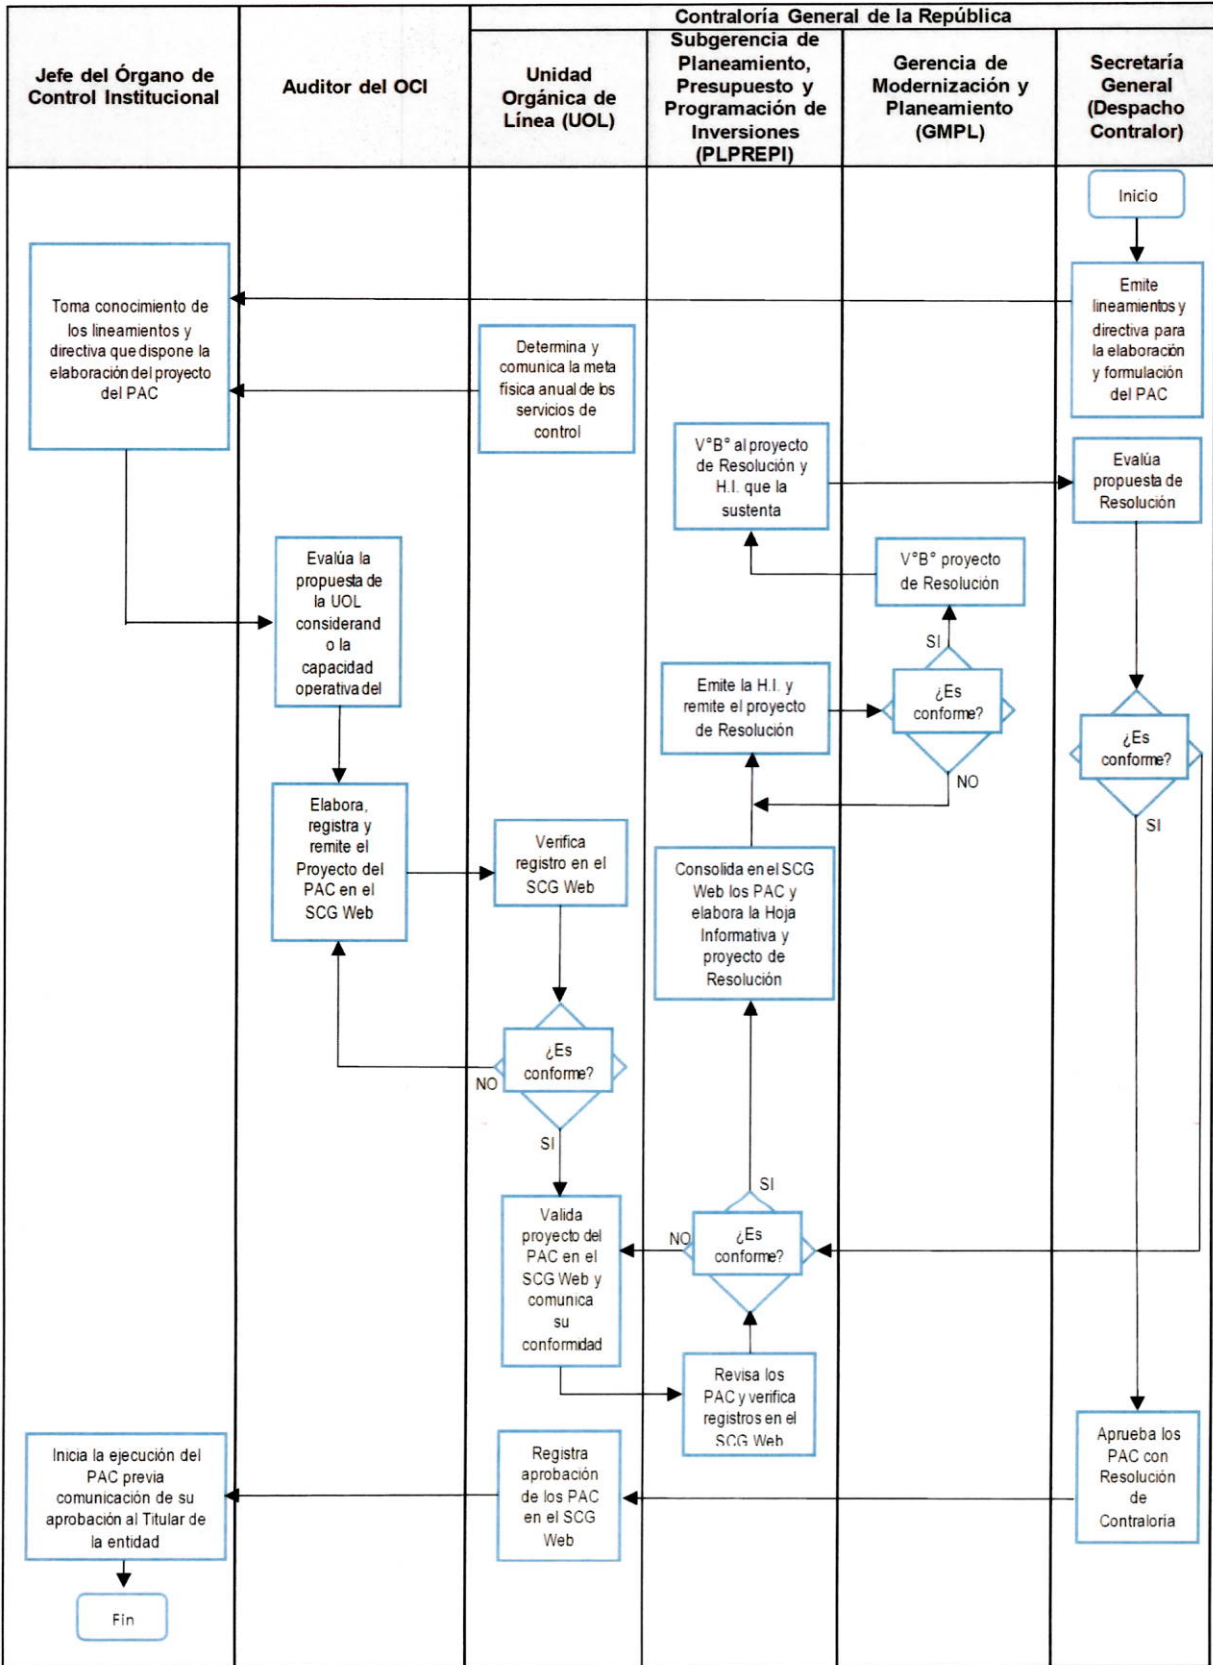 Contraloría General de la República
Jefe del Órgano de
Control Institucional
Auditor del OCI
Unidad
Orgánica de
Línea (UOL)
Subgerencia de
Planeamiento,
Presupuesto y
Programación de
Inversiones
(PLPREPI)
Gerencia de
Modernización y
Planeamiento
(GMPL)
Secretaría
General
(Despacho
Contralor)
Inicio
Emite
lineamientos y
directiva para
la elaboración
y formulación
del PAC
Toma conocimiento de
los lineamientos y
directiva que dispone la
elaboración del proyecto
del PAC
Determina y
comunica la meta
física anual de los
servicios de
control
V°B° al proyecto
de Resolución y
H.I. que la
sustenta
Evalúa
propuesta de
Resolución
Evalúa la
propuesta de
la UOL
considerand
o la
capacidad
operativa del
V°B° proyecto
de Resolución
SI
Emite la H.I. y
remite el proyecto
de Resolución
¿Es
conforme?
NO
¿Es
conforme?
SI
Elabora,
registra y
remite el
Proyecto del
PAC en el
SCG Web
Verifica
registro en el
SCG Web
Consolida en el SCG
Web los PAC y
elabora la Hoja
Informativa y
proyecto de
Resolución
¿Es
conforme?
NO
SI
Valida
proyecto del
PAC en el
SCG Web y
comunica
su
conformidad
SI
NO
¿Es
conforme?
Revisa los
PAC y verifica
registros en el
SCG Web
Aprueba los
PAC con
Resolución
de
Contraloría
Registra
aprobación
de los PAC
en el SCG
Web
Inicia la ejecución del
PAC previa
comunicación de su
aprobación al Titular de
la entidad
Fin